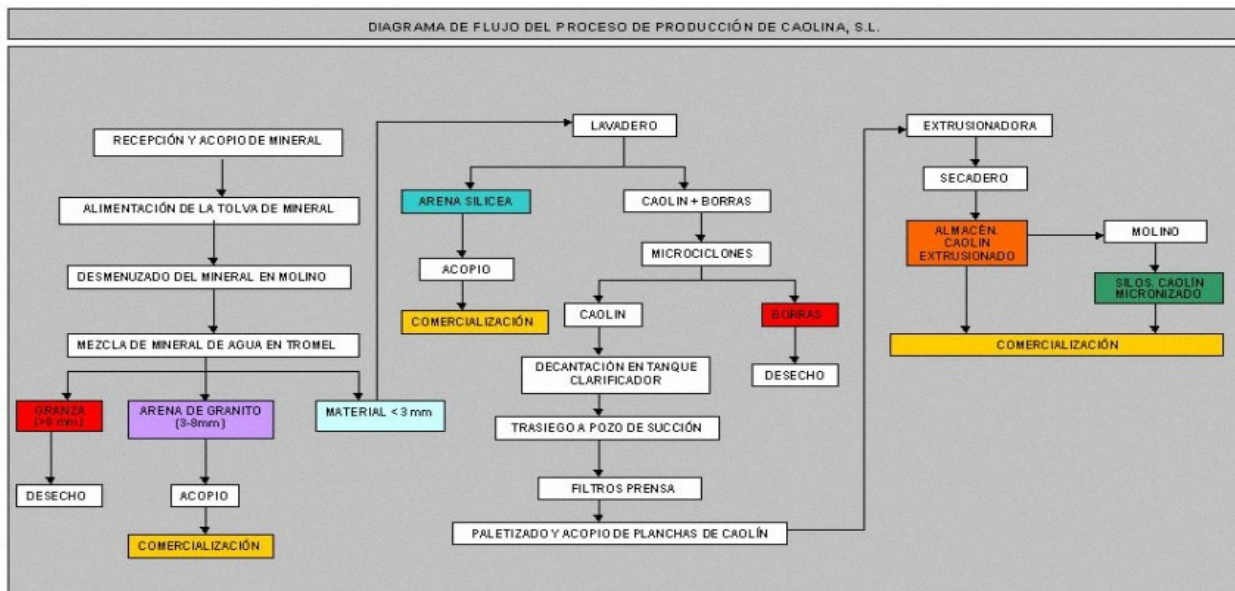 DIAGRAMA DE FLUJO DEL PROCESO DE PRODUCCIÓN DE CAOLINA, S.L.
RECEPCIÓN Y ACOPIO DE MINERAL
ALIMENTACIÓN DE LA TOLVA DE MINERAL
DESMENUZADO DEL MINERAL EN MOLINO
MEZCLA DE MINERAL DE AGUA EN TROMEL
GRANZA
(>8 mm)
DESECHO
ARENA DE GRANITO
(3-8mm)
ACOPIO
COMERCIALIZACIÓN
MATERIAL < 3 mm
LAVADERO
ARENA SILICEA
ACOPIO
COMERCIALIZACIÓN
CAOLIN + BORRAS
MICROCICLONES
CAOLIN
BORRAS
DESECHO
DECANTACIÓN EN TANQUE
CLARIFICADOR
TRASIEGO A POZO DE SUCCIÓN
FILTROS PRENSA
PALETIZADO Y ACOPIO DE PLANCHAS DE CAOLÍN
EXTRUSIONADORA
SECADERO
ALMACÉN.
CAOLIN
EXTRUSIONADO
MOLINO
SILOS. CAOLÍN
MICRONIZADO
COMERCIALIZACIÓN